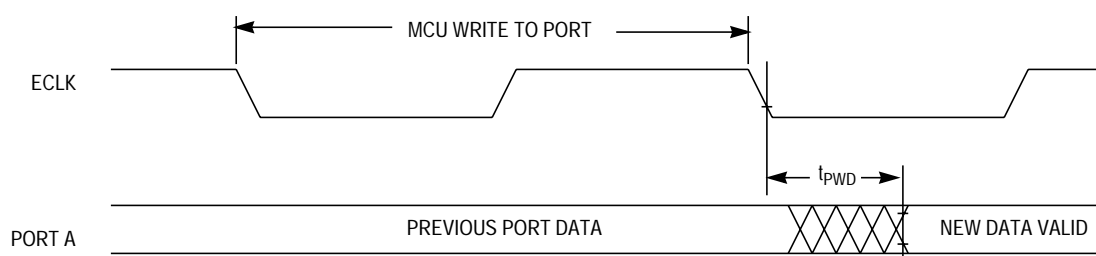 MCU WRITE TO PORT
ECLK
tPWD
PREVIOUS PORT DATA
NEW DATA VALID
PORT A